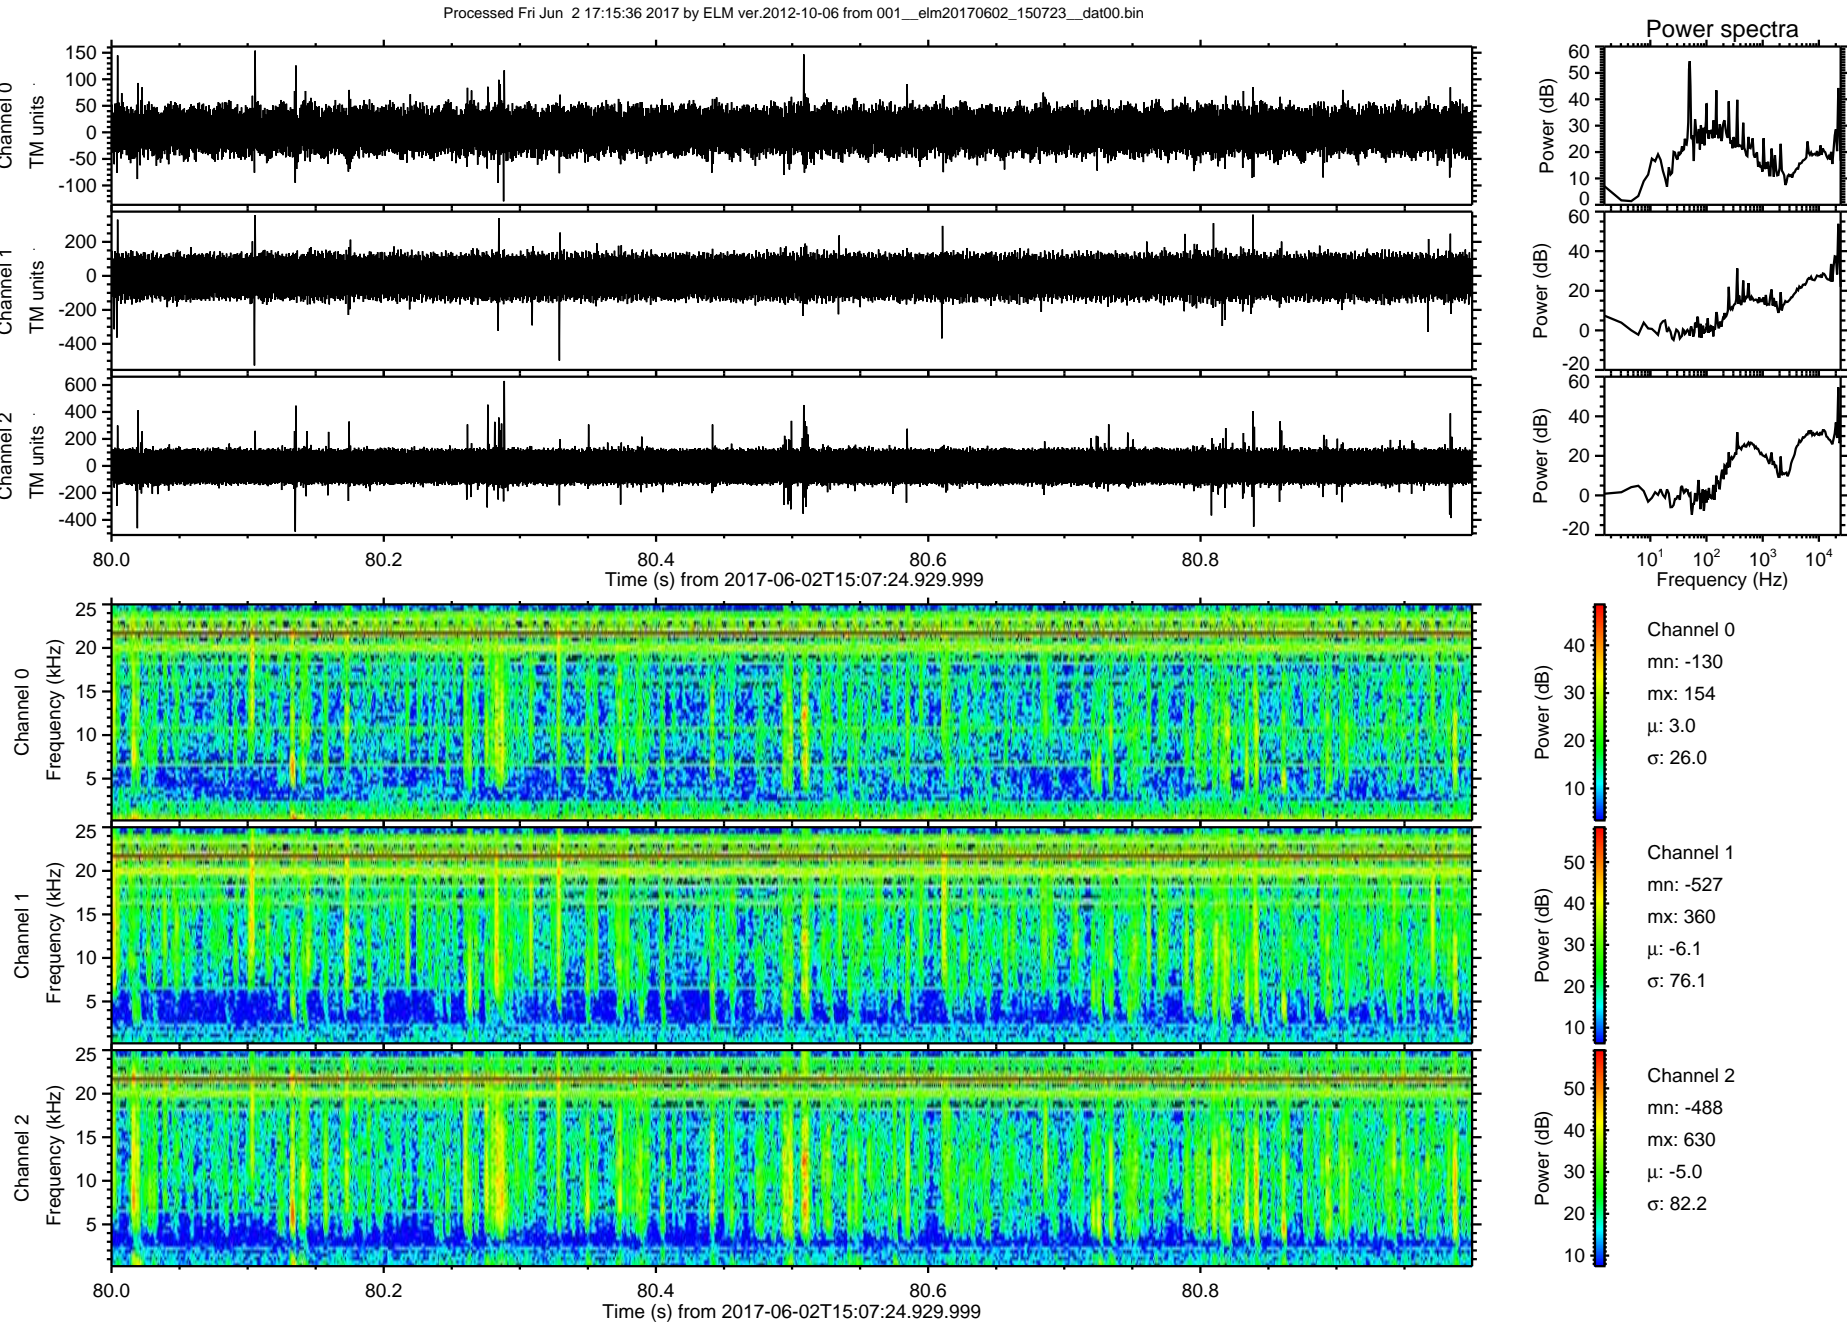 Processed Fri Jun  2 17:15:36 2017 by ELM ver.2012-10-06 from 001__elm20170602_150723__dat00.bin
Power spectra
Channel 0
TM units
150
100
50
0
-50
-100
Power (dB)
60
50
40
30
20
10
0
Channel 1
TM units
200
0
-200
-400
Power (dB)
60
40
20
0
-20
Channel 2
TM units
600
400
200
0
-200
-400
Power (dB)
60
40
20
0
-20
80.0 80.2 80.4 80.6 80.8
Time (s) from 2017-06-02T15:07:24.929.999
10¹ 10² 10³ 10⁴
Frequency (Hz)
Channel 0
Frequency (kHz)
25
20
15
10
5
Power (dB)
40
30
20
10
Channel 0
mn: -130
mx: 154
μ: 3.0
σ: 26.0
Channel 1
Frequency (kHz)
25
20
15
10
5
Power (dB)
50
40
30
20
10
Channel 1
mn: -527
mx: 360
μ: -6.1
σ: 76.1
Channel 2
Frequency (kHz)
25
20
15
10
5
Power (dB)
50
40
30
20
10
Channel 2
mn: -488
mx: 630
μ: -5.0
σ: 82.2
80.0 80.2 80.4 80.6 80.8
Time (s) from 2017-06-02T15:07:24.929.999